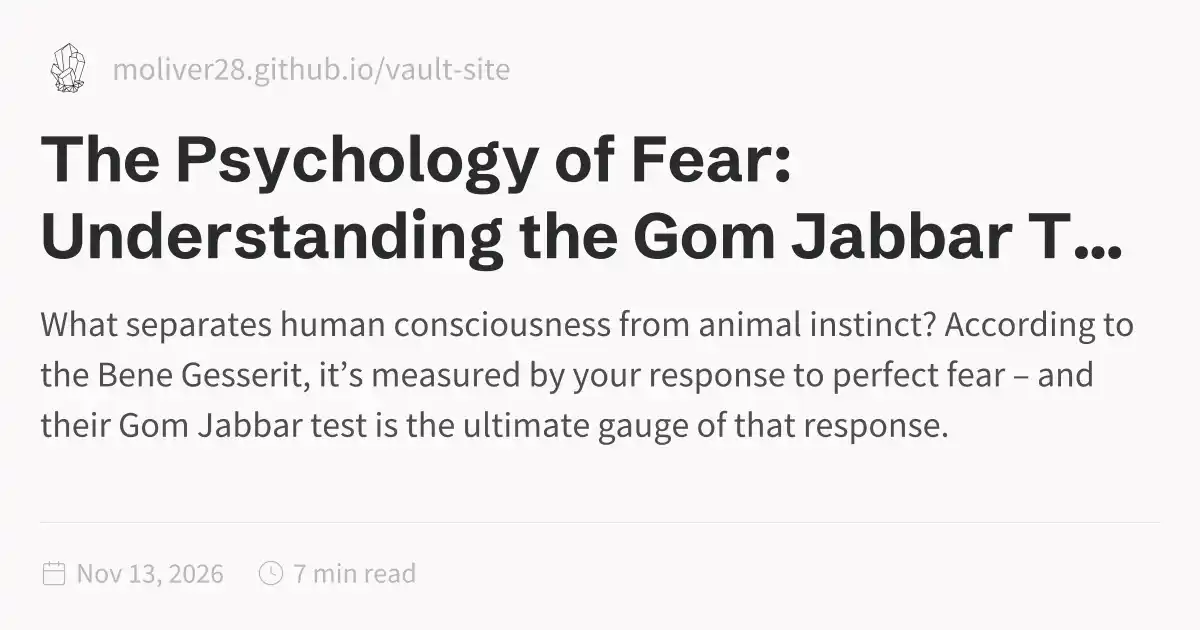 moliver28.github.io/vault-site
The Psychology of Fear:
Understanding the Gom Jabbar T...
What separates human consciousness from animal instinct? According to
the Bene Gesserit, it’s measured by your response to perfect fear – and
their Gom Jabbar test is the ultimate gauge of that response.
Nov 13, 2026 7 min read